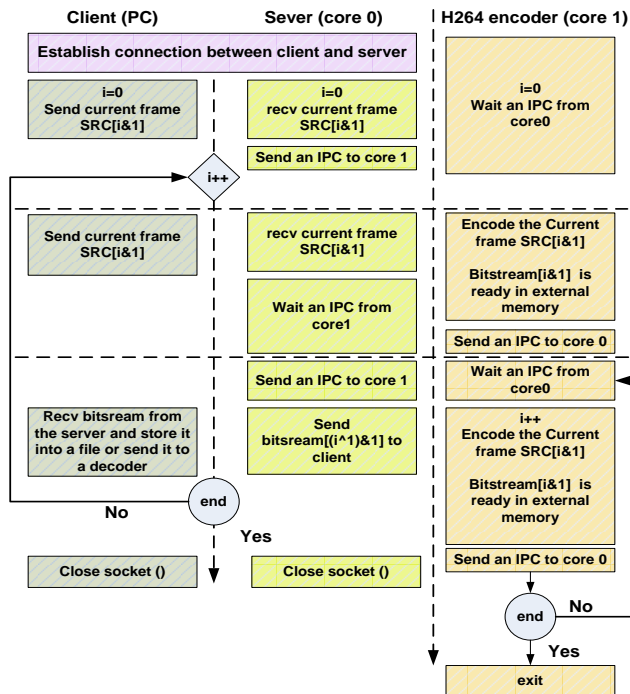 Client (PC)
Sever (core 0)
H264 encoder (core 1)
Establish connection between client and server
i=0
Send current frame
SRC[i&1]
i=0
recv current frame
SRC[i&1]
i=0
Wait an IPC from
core0
Send an IPC to core 1
i++
Send current frame
SRC[i&1]
recv current frame
SRC[i&1]
Encode the Current
frame SRC[i&1]
Bitstream[i&1] is
ready in external
memory
Wait an IPC from
core1
Send an IPC to core 0
Send an IPC to core 1
Wait an IPC from
core0
Recv bitsream from
the server and store it
into a file or send it to
a decoder
Send
bitsream[(i^1)&1] to
client
i++
Encode the Current
frame SRC[i&1]
Bitstream[i&1] is
ready in external
memory
end
No
Yes
Send an IPC to core 0
Close socket ()
Close socket ()
end
No
Yes
exit